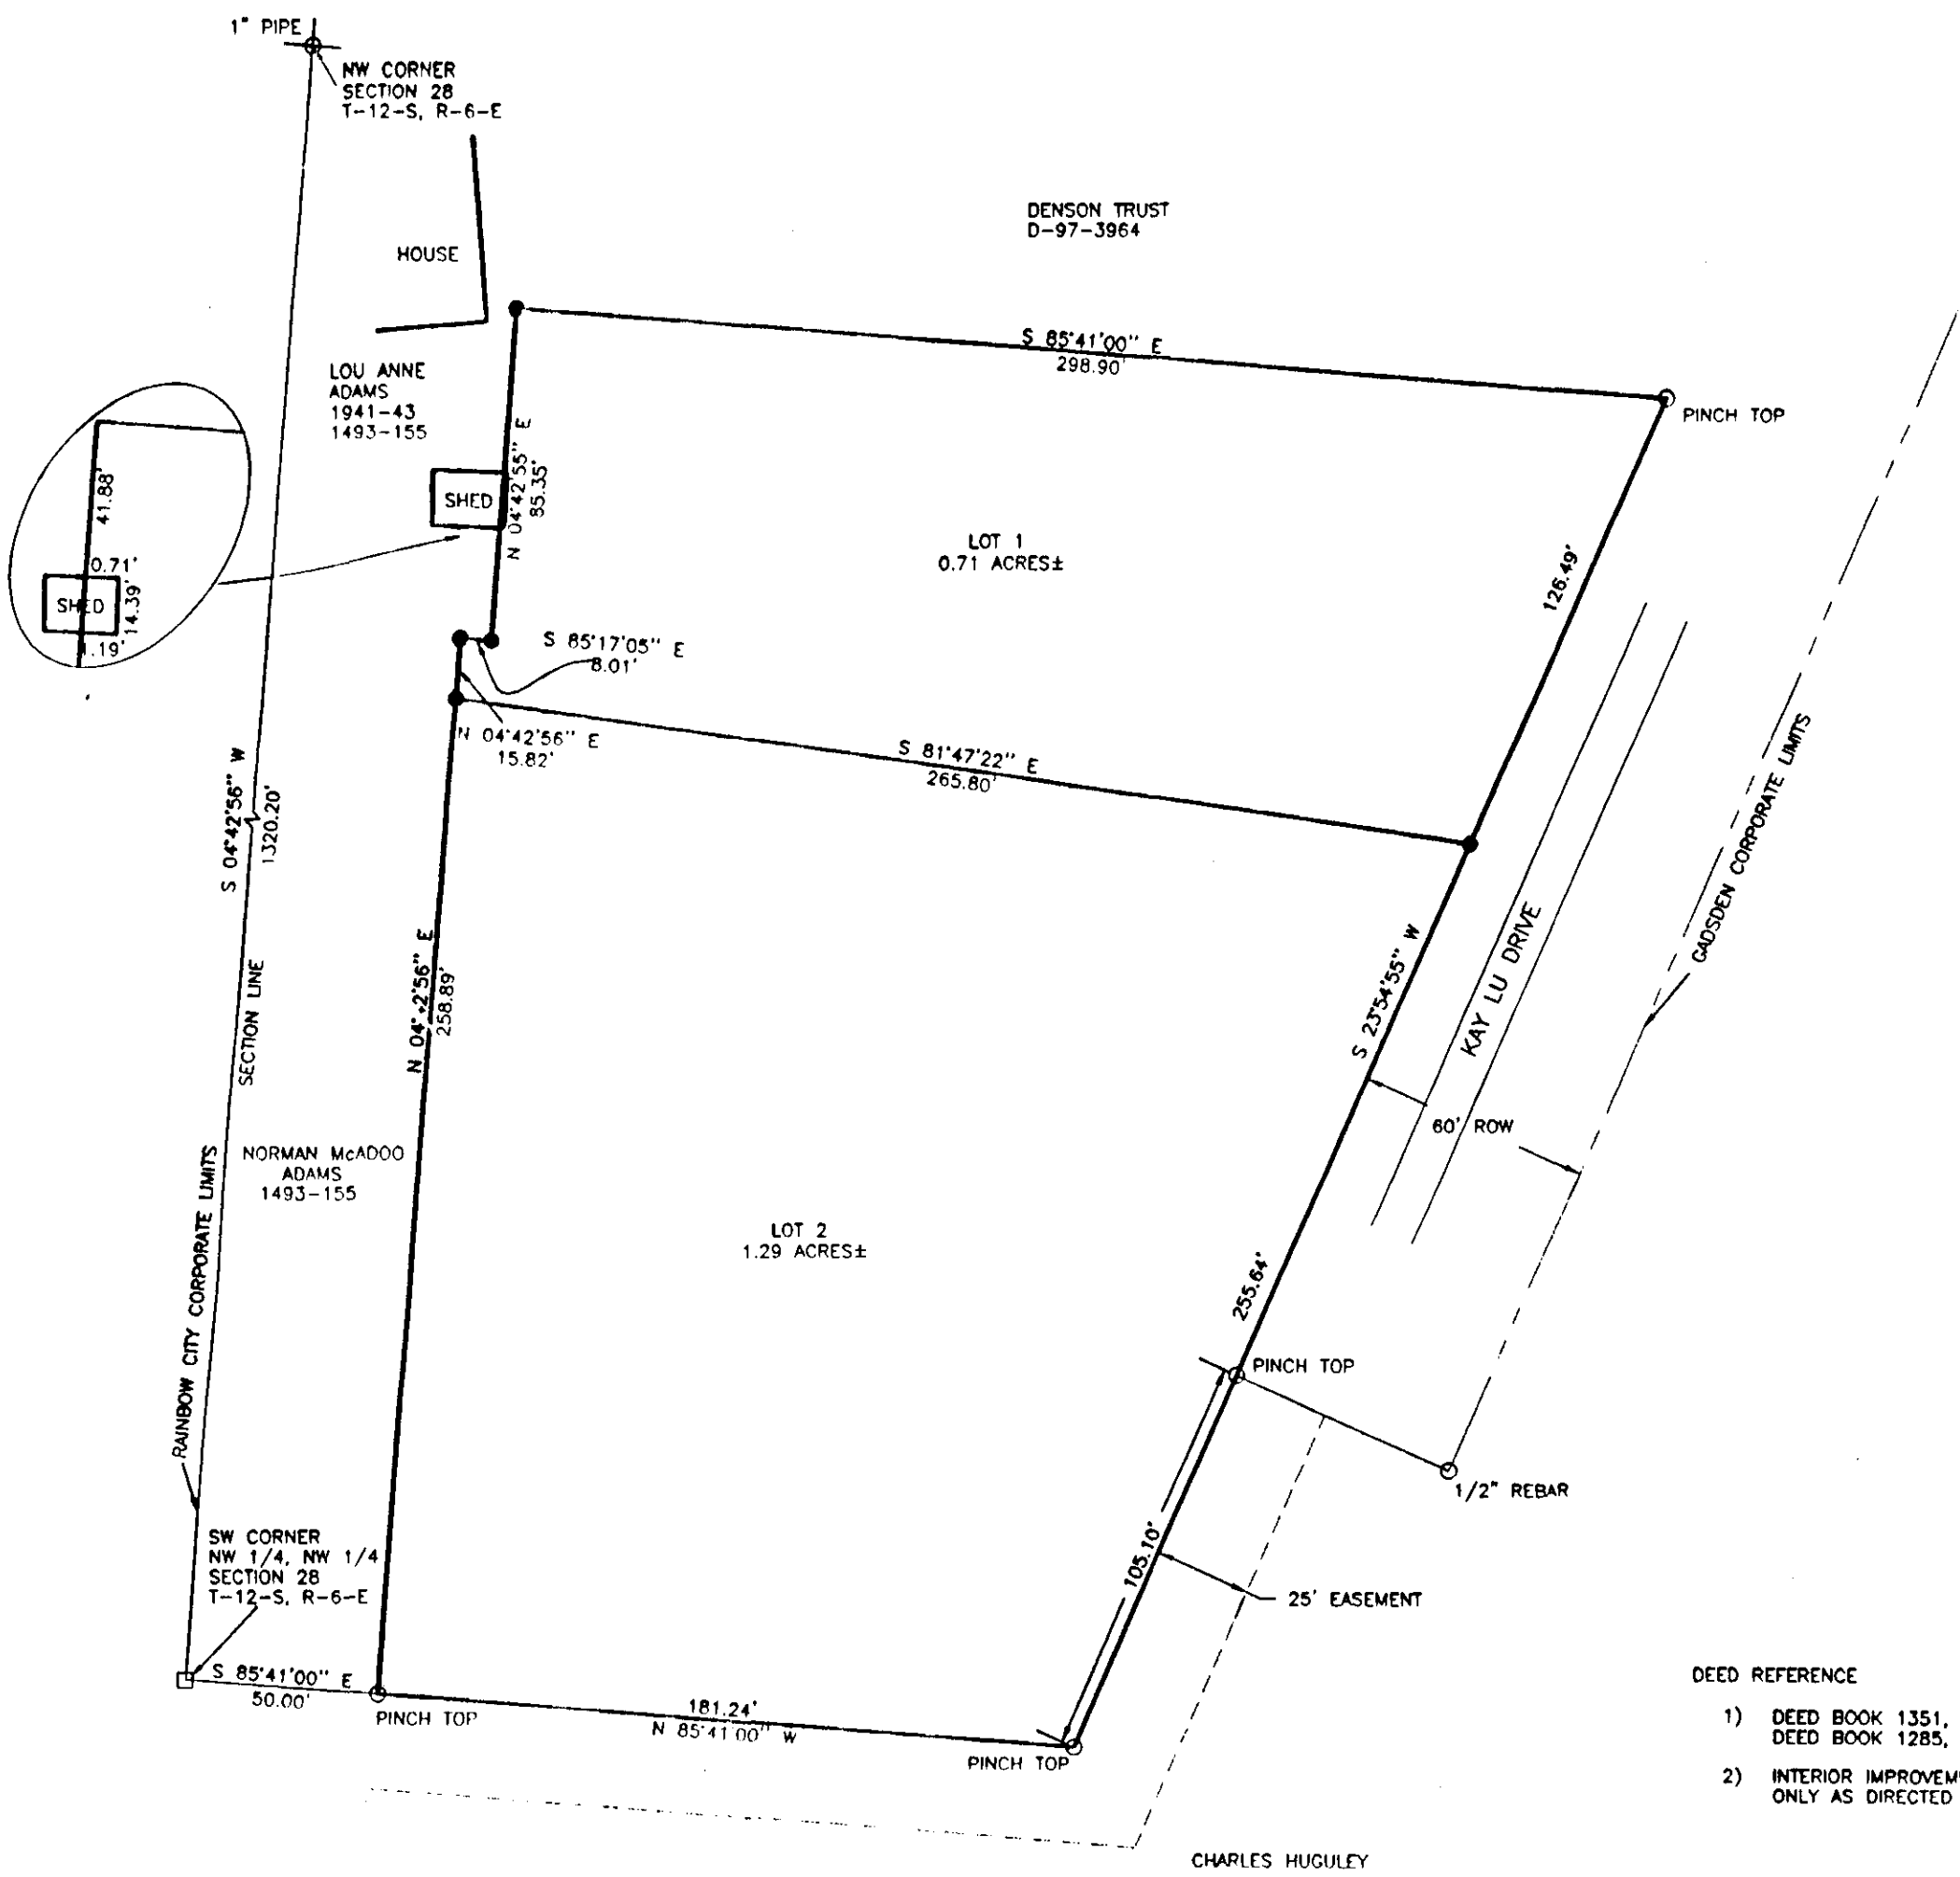 1" PIPE
NW CORNER
SECTION 28
T-12-S, R-6-E
DENSON TRUST
D-97-3964
HOUSE
S 85°41'00" E
298.90'
PINCH TOP
LOU ANNE
ADAMS
1941-43
1493-155
41.88'
0.71'
SHED
14.39'
1.19'
SHED
N 04°42'55" E
85.35'
LOT 1
0.71 ACRES±
126.49'
S 85°17'05" E
8.01'
N 04°42'56" E
15.82'
S 81°47'22" E
265.80'
S 04°42'56" W
1320.20'
SECTION LINE
N 04° 2'56" E
258.89'
KAY LU DRIVE
GADSDEN CORPORATE LIMITS
S 23°54'55" W
60' ROW
RAINBOW CITY CORPORATE LIMITS
NORMAN McADOO
ADAMS
1493-155
LOT 2
1.29 ACRES±
255.64'
PINCH TOP
1/2" REBAR
105.10'
25' EASEMENT
SW CORNER
NW 1/4, NW 1/4
SECTION 28
T-12-S, R-6-E
S 85°41'00" E
50.00'
PINCH TOP
181.24'
N 85°41'00" W
PINCH TOP
DEED REFERENCE
1) DEED BOOK 1351,
DEED BOOK 1285,
2) INTERIOR IMPROVEM
ONLY AS DIRECTED
CHARLES HUGULEY